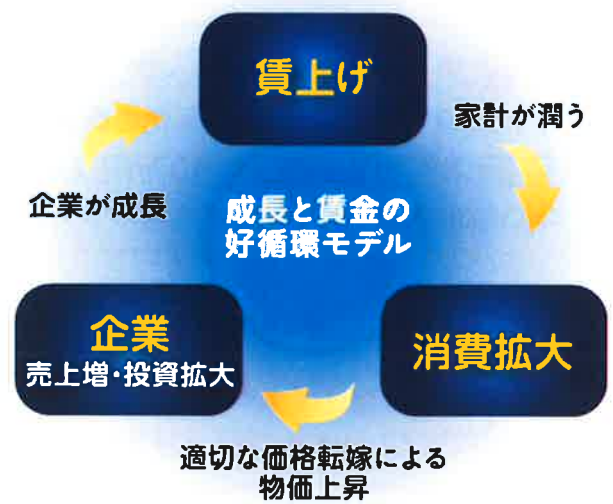 賃上げ
家計が潤う
企業が成長
成長と賃金の
好循環モデル
企業
売上増・投資拡大
消費拡大
適切な価格転嫁による
物価上昇